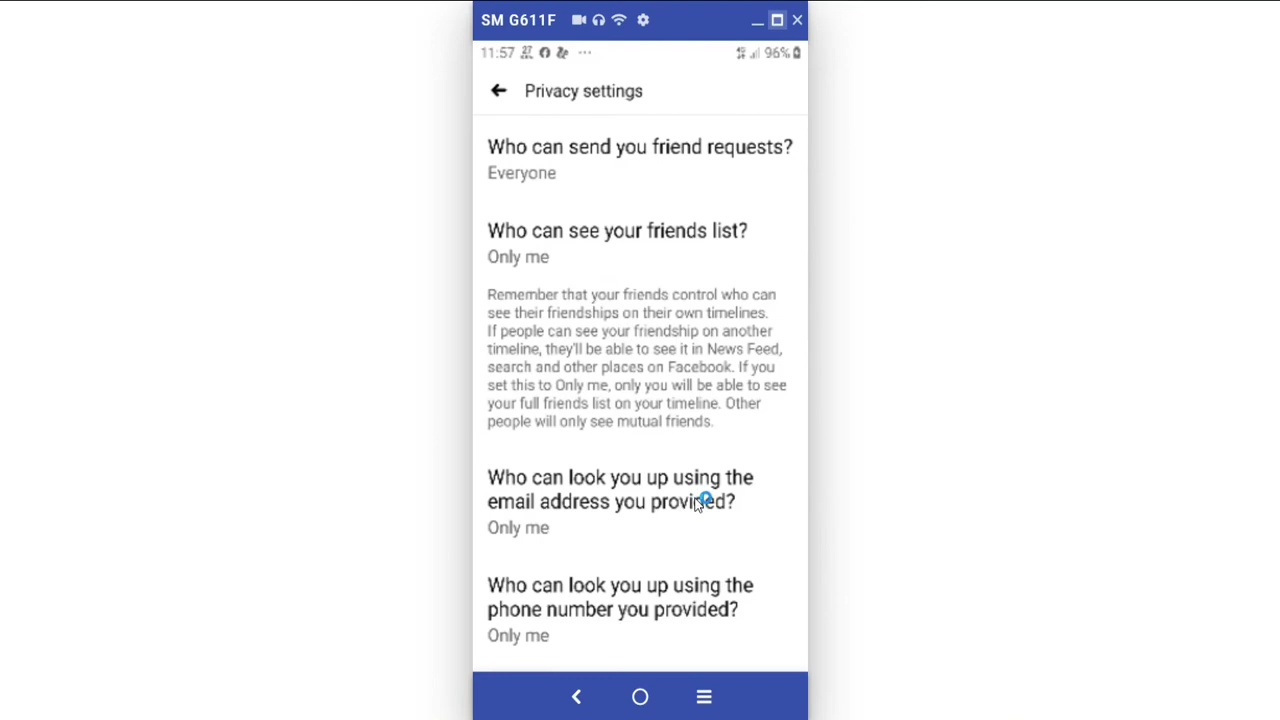 SM G611F
11:57 96%
Privacy settings
Who can send you friend requests?
Everyone
Who can see your friends list?
Only me
Remember that your friends control who can
see their friendships on their own timelines.
If people can see your friendship on another
timeline, they'll be able to see it in News Feed,
search and other places on Facebook. If you
set this to Only me, only you will be able to see
your full friends list on your timeline. Other
people will only see mutual friends.
Who can look you up using the
email address you provided?
Only me
Who can look you up using the
phone number you provided?
Only me